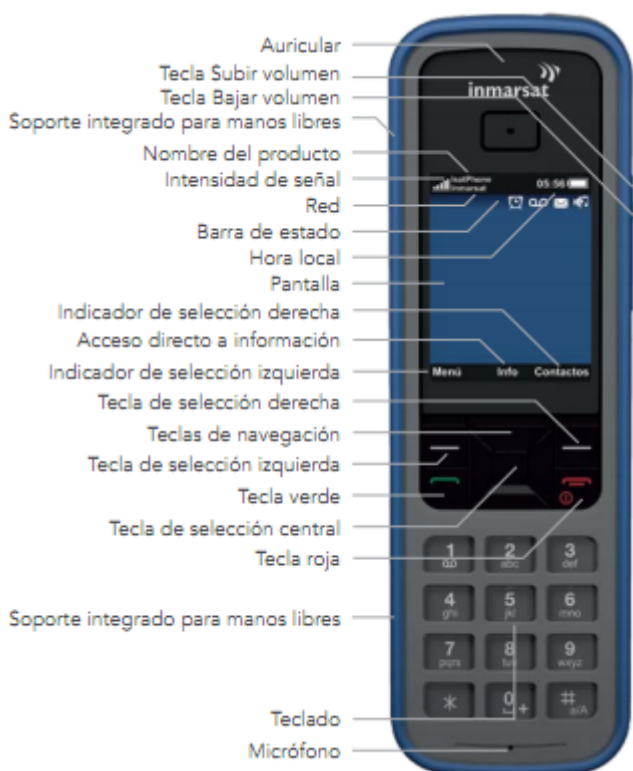 Auricular
Tecla Subir volumen
Tecla Bajar volumen
inmarsat
Soporte integrado para manos libres
Nombre del producto
IsatPhone
Intensidad de señal
Inmarsat
05:56
Red
Barra de estado
Hora local
Pantalla
Indicador de selección derecha
Acceso directo a información
Indicador de selección izquierda
Menú Info Contactos
Tecla de selección derecha
Teclas de navegación
Tecla de selección izquierda
Tecla verde
Tecla de selección central
Tecla roja
1 2 3
abc def
4 5 6
ghi jkl mno
Soporte integrado para manos libres
7 8 9
pqrs tuv wxyz
* 0 + #
a/A
Teclado
Micrófono